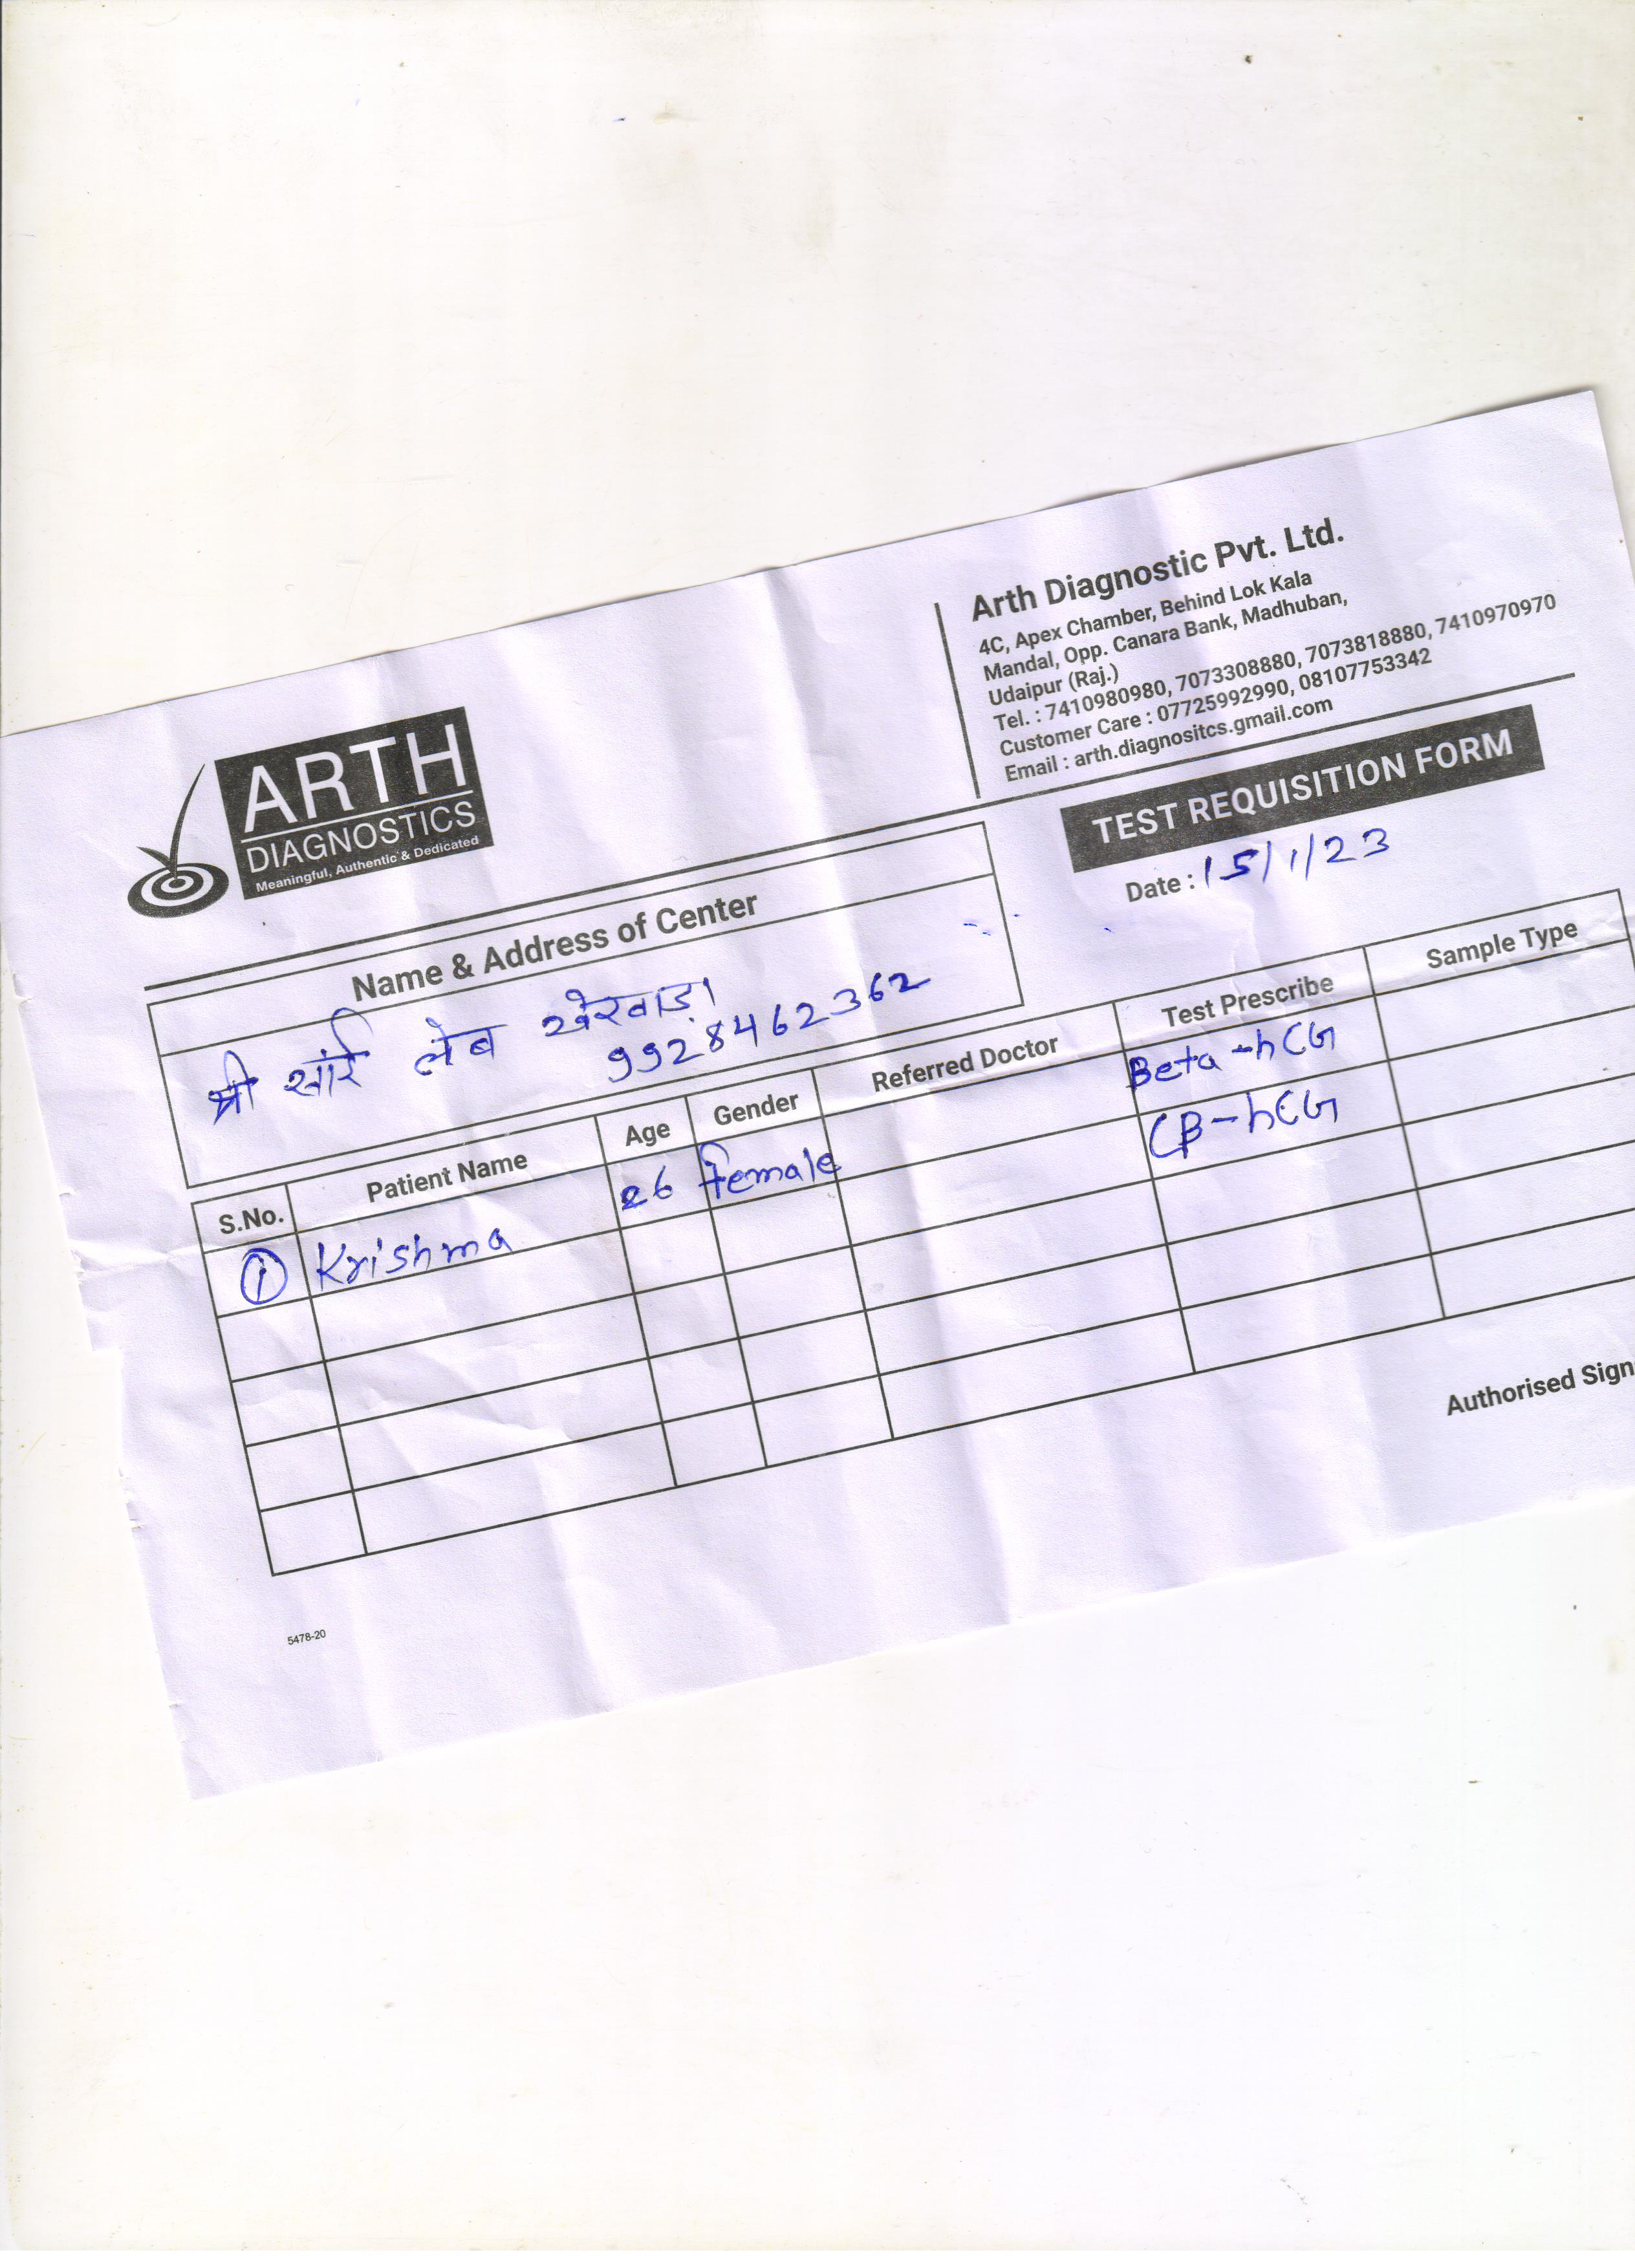 ARTH
DIAGNOSTICS
Meaningful, Authentic & Dedicated
Arth Diagnostic Pvt. Ltd.
4C, Apex Chamber, Behind Lok Kala
Mandal, Opp. Canara Bank, Madhuban,
Udaipur (Raj.)
Tel. : 7410980980, 7073308880, 7073818880, 7410970970
Customer Care : 07725992990, 08107753342
Email : arth.diagnositcs.gmail.com
TEST REQUISITION FORM
Date : 15/1/23
Name & Address of Center
श्री सांई लेब खेरवाड़ा
9928462362
S.No. Patient Name Age Gender Referred Doctor Test Prescribe Sample Type
1 Krishma 26 Female Beta-hCG
(β-hCG
Authorised Sign
5478-20